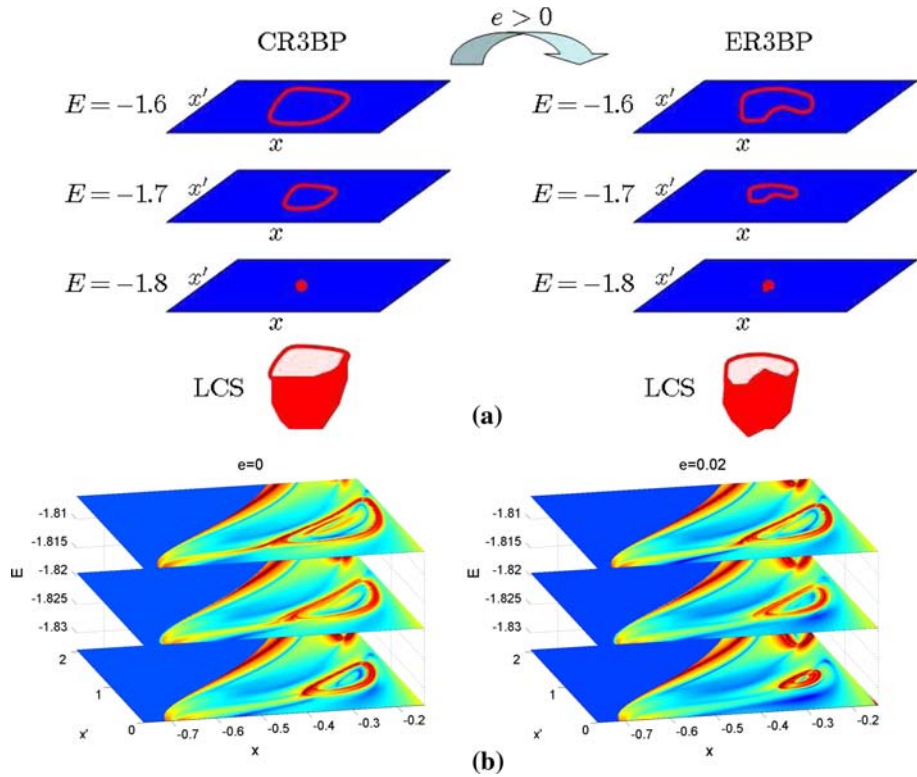 e > 0
CR3BP
ER3BP
E = −1.6
x′
x
E = −1.6
x′
x
E = −1.7
x′
x
E = −1.7
x′
x
E = −1.8
x′
x
E = −1.8
x′
x
LCS
LCS
(a)
e=0
-1.81
-1.815
-1.82
-1.825
-1.83
E
2
1
0
x'
-0.7
-0.6
-0.5
-0.4
-0.3
-0.2
x
e=0.02
-1.81
-1.815
-1.82
-1.825
-1.83
E
2
1
0
x'
-0.7
-0.6
-0.5
-0.4
-0.3
-0.2
x
(b)